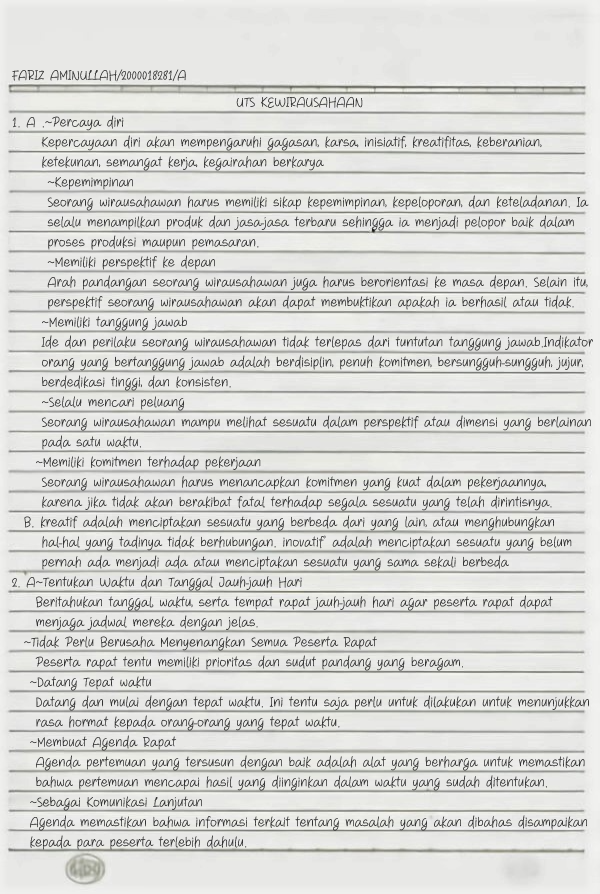 FARIZ AMINULLAH/2000018281/A
UTS KEWIRAUSAHAAN
1. A .~Percaya diri
Kepercayaan diri akan mempengaruhi gagasan, karsa, inisiatif, kreatifitas, keberanian,
ketekunan, semangat kerja, kegairahan berkarya
~Kepemimpinan
Seorang wirausahawan harus memiliki sikap kepemimpinan, kepeloporan, dan keteladanan. Ia
selalu menampilkan produk dan jasa-jasa terbaru sehingga ia menjadi pelopor baik dalam
proses produksi maupun pemasaran.
~Memiliki perspektif ke depan
Arah pandangan seorang wirausahawan juga harus berorientasi ke masa depan. Selain itu,
perspektif seorang wirausahawan akan dapat membuktikan apakah ia berhasil atau tidak.
~Memiliki tanggung jawab
Ide dan perilaku seorang wirausahawan tidak terlepas dari tuntutan tanggung jawab.Indikator
orang yang bertanggung jawab adalah berdisiplin, penuh komitmen, bersungguh-sungguh, jujur,
berdedikasi tinggi, dan konsisten.
~Selalu mencari peluang
Seorang wirausahawan mampu melihat sesuatu dalam perspektif atau dimensi yang berlainan
pada satu waktu.
~Memiliki komitmen terhadap pekerjaan
Seorang wirausahawan harus menancapkan komitmen yang kuat dalam pekerjaannya,
karena jika tidak akan berakibat fatal terhadap segala sesuatu yang telah dirintisnya.
B. kreatif adalah menciptakan sesuatu yang berbeda dari yang lain, atau menghubungkan
hal-hal yang tadinya tidak berhubungan. inovatif adalah menciptakan sesuatu yang belum
pernah ada menjadi ada atau menciptakan sesuatu yang sama sekali berbeda
2. A~Tentukan Waktu dan Tanggal Jauh-jauh Hari
Beritahukan tanggal, waktu, serta tempat rapat jauh-jauh hari agar peserta rapat dapat
menjaga jadwal mereka dengan jelas.
~Tidak Perlu Berusaha Menyenangkan Semua Peserta Rapat
Peserta rapat tentu memiliki prioritas dan sudut pandang yang beragam.
~Datang Tepat waktu
Datang dan mulai dengan tepat waktu. Ini tentu saja perlu untuk dilakukan untuk menunjukkan
rasa hormat kepada orang-orang yang tepat waktu.
~Membuat Agenda Rapat
Agenda pertemuan yang tersusun dengan baik adalah alat yang berharga untuk memastikan
bahwa pertemuan mencapai hasil yang diinginkan dalam waktu yang sudah ditentukan.
~Sebagai Komunikasi Lanjutan
Agenda memastikan bahwa informasi terkait tentang masalah yang akan dibahas disampaikan
kepada para peserta terlebih dahulu.